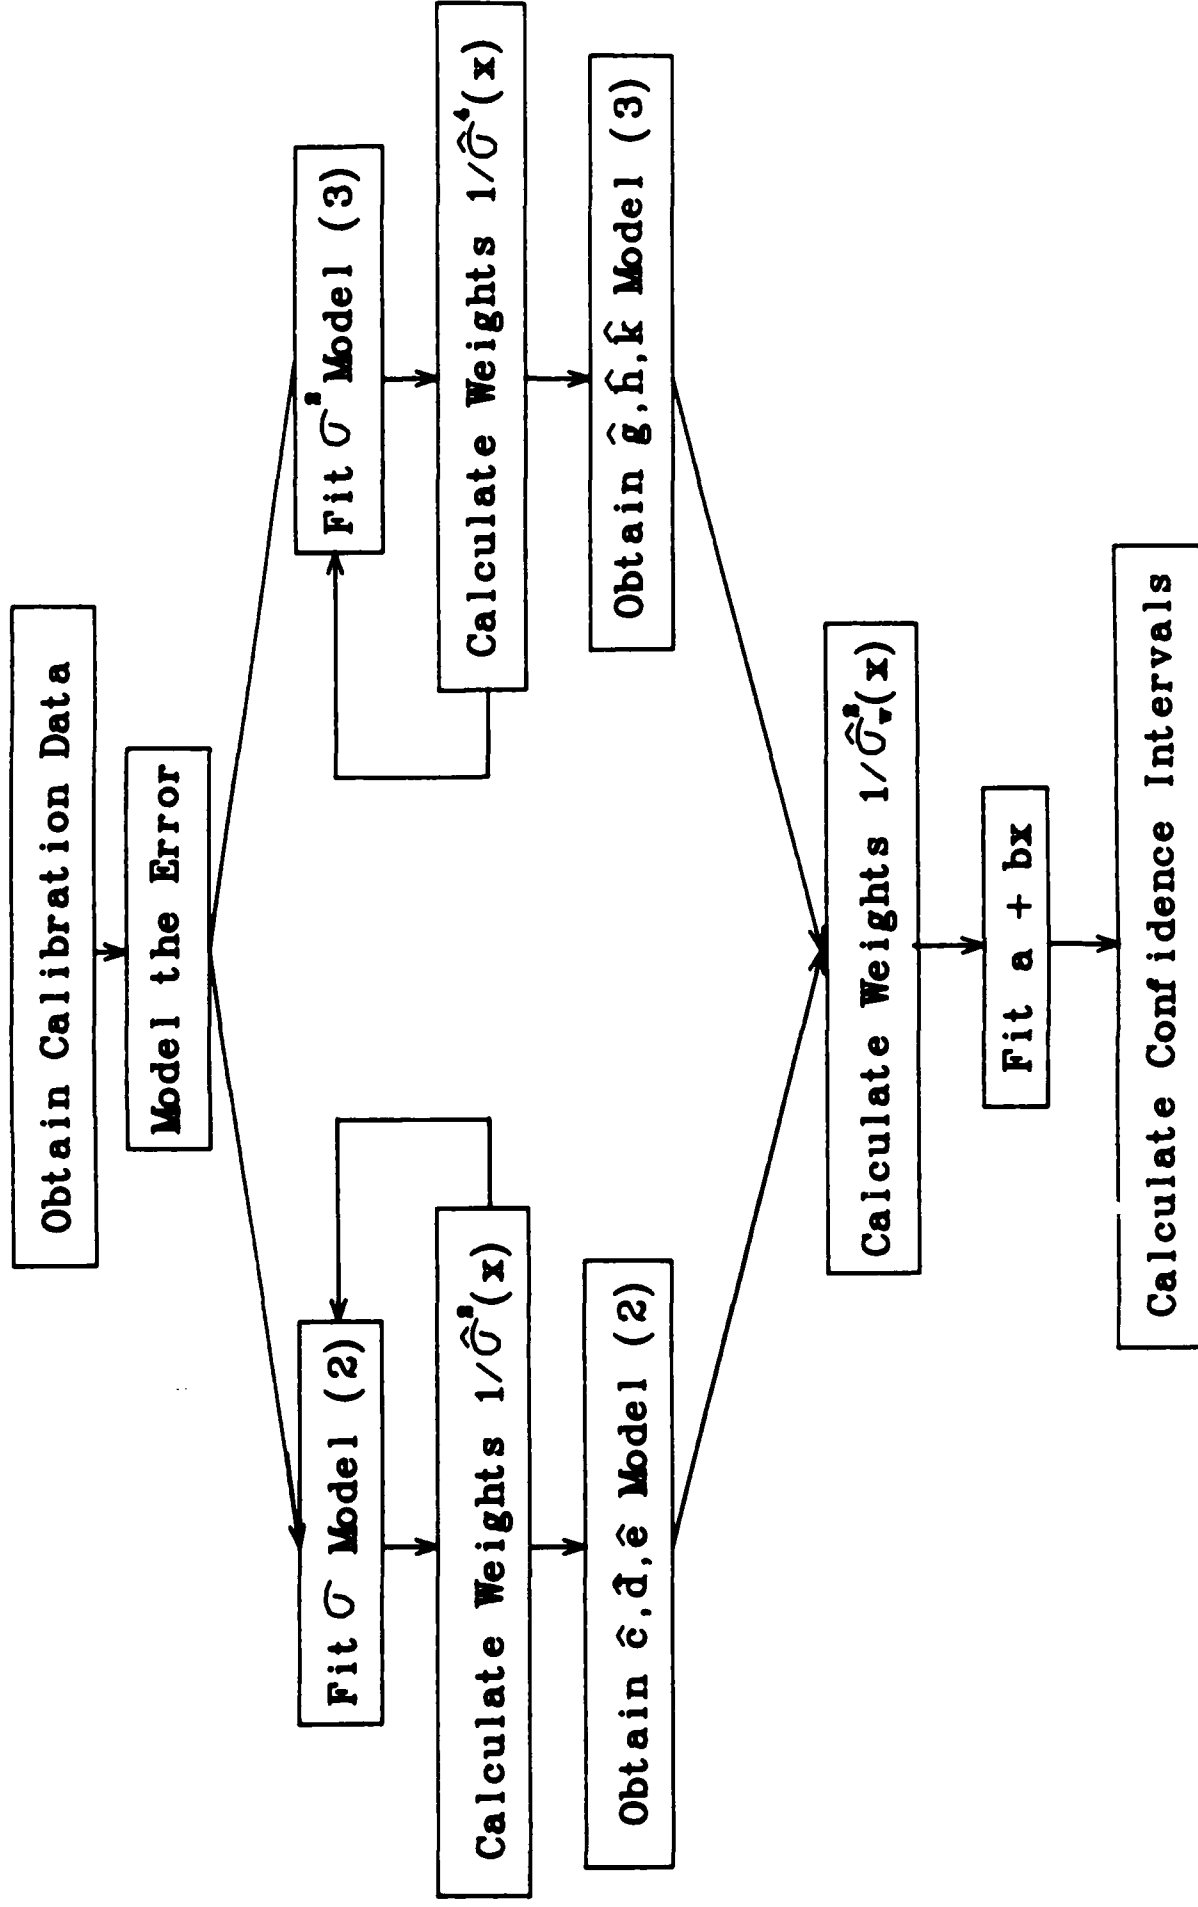 Obtain Calibration Data
Model the Error
Fit σ Model (2)
Calculate Weights 1/σ̂²(x)
Obtain ĉ,d̂,ê Model (2)
Fit σ² Model (3)
Calculate Weights 1/σ̂⁴(x)
Obtain ĝ,ĥ,k̂ Model (3)
Calculate Weights 1/σ̂²w(x)
Fit a + bx
Calculate Confidence Intervals